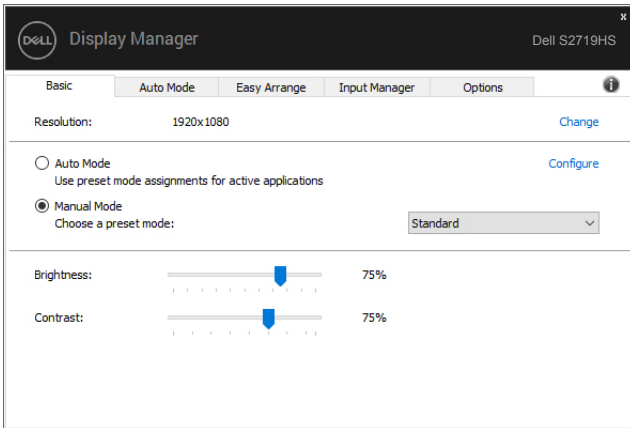 x
DELL Display Manager Dell S2719HS
Basic Auto Mode Easy Arrange Input Manager Options i
Resolution: 1920x1080 Change
Auto Mode Configure
Use preset mode assignments for active applications
Manual Mode
Choose a preset mode: Standard
Brightness: 75%
Contrast: 75%